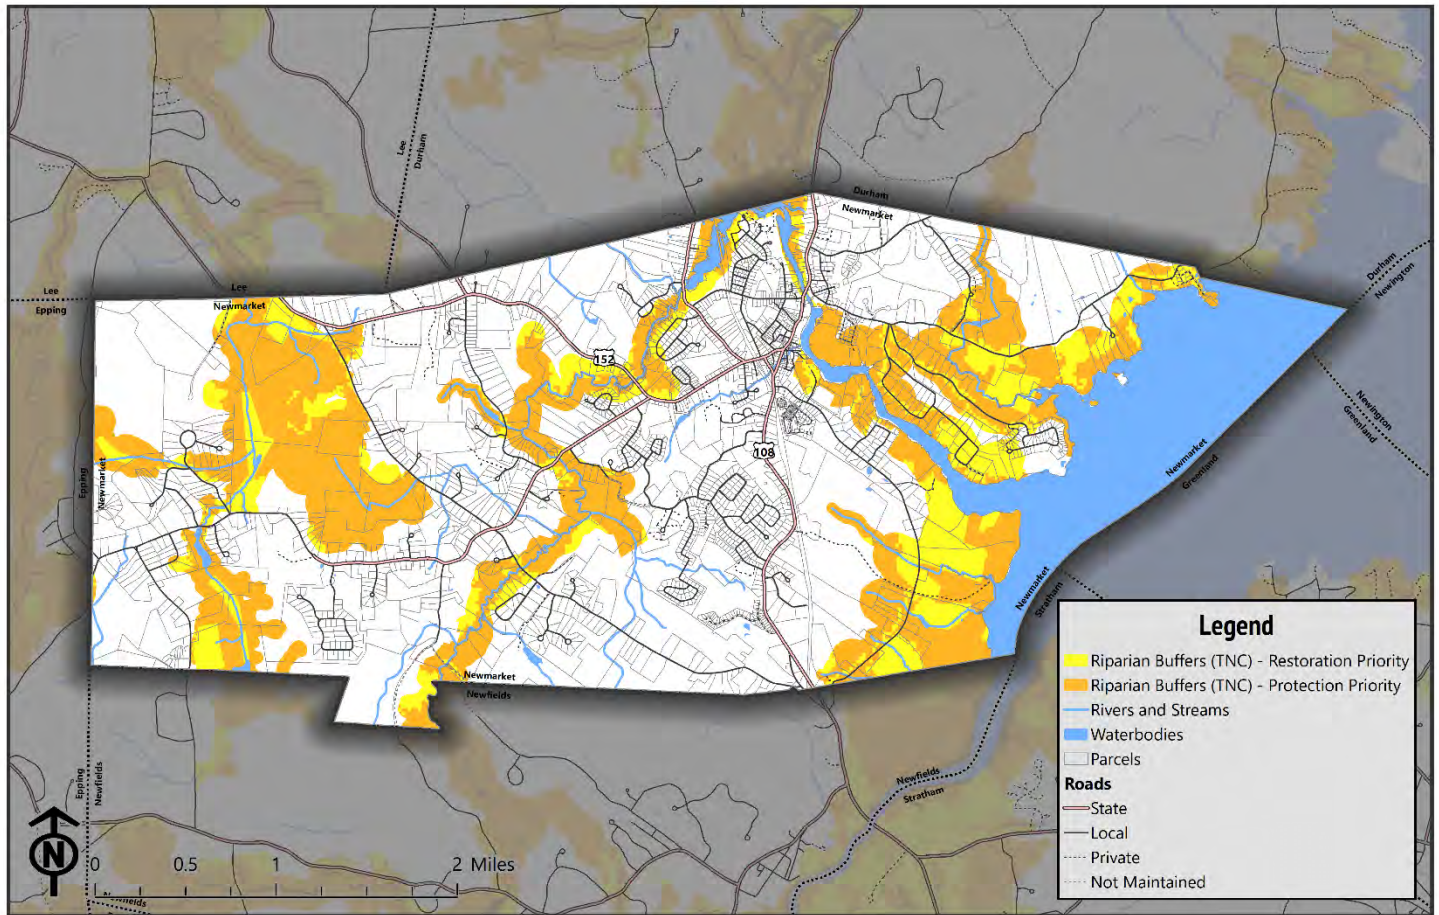 Lee
Durham
Durham
Newmarket
Lee
Epping
Lee
Newmarket
Durham
Newington
152
Newington
Greenland
108
Newmarket
Greenland
Epping
Newmarket
Newmarket
Stratham
Newmarket
Newfields
Epping
Newfields
Newfields
Stratham
Legend
Riparian Buffers (TNC) - Restoration Priority
Riparian Buffers (TNC) - Protection Priority
Rivers and Streams
Waterbodies
Parcels
Roads
State
Local
Private
Not Maintained
N
0 0.5 1 2 Miles
Newfields